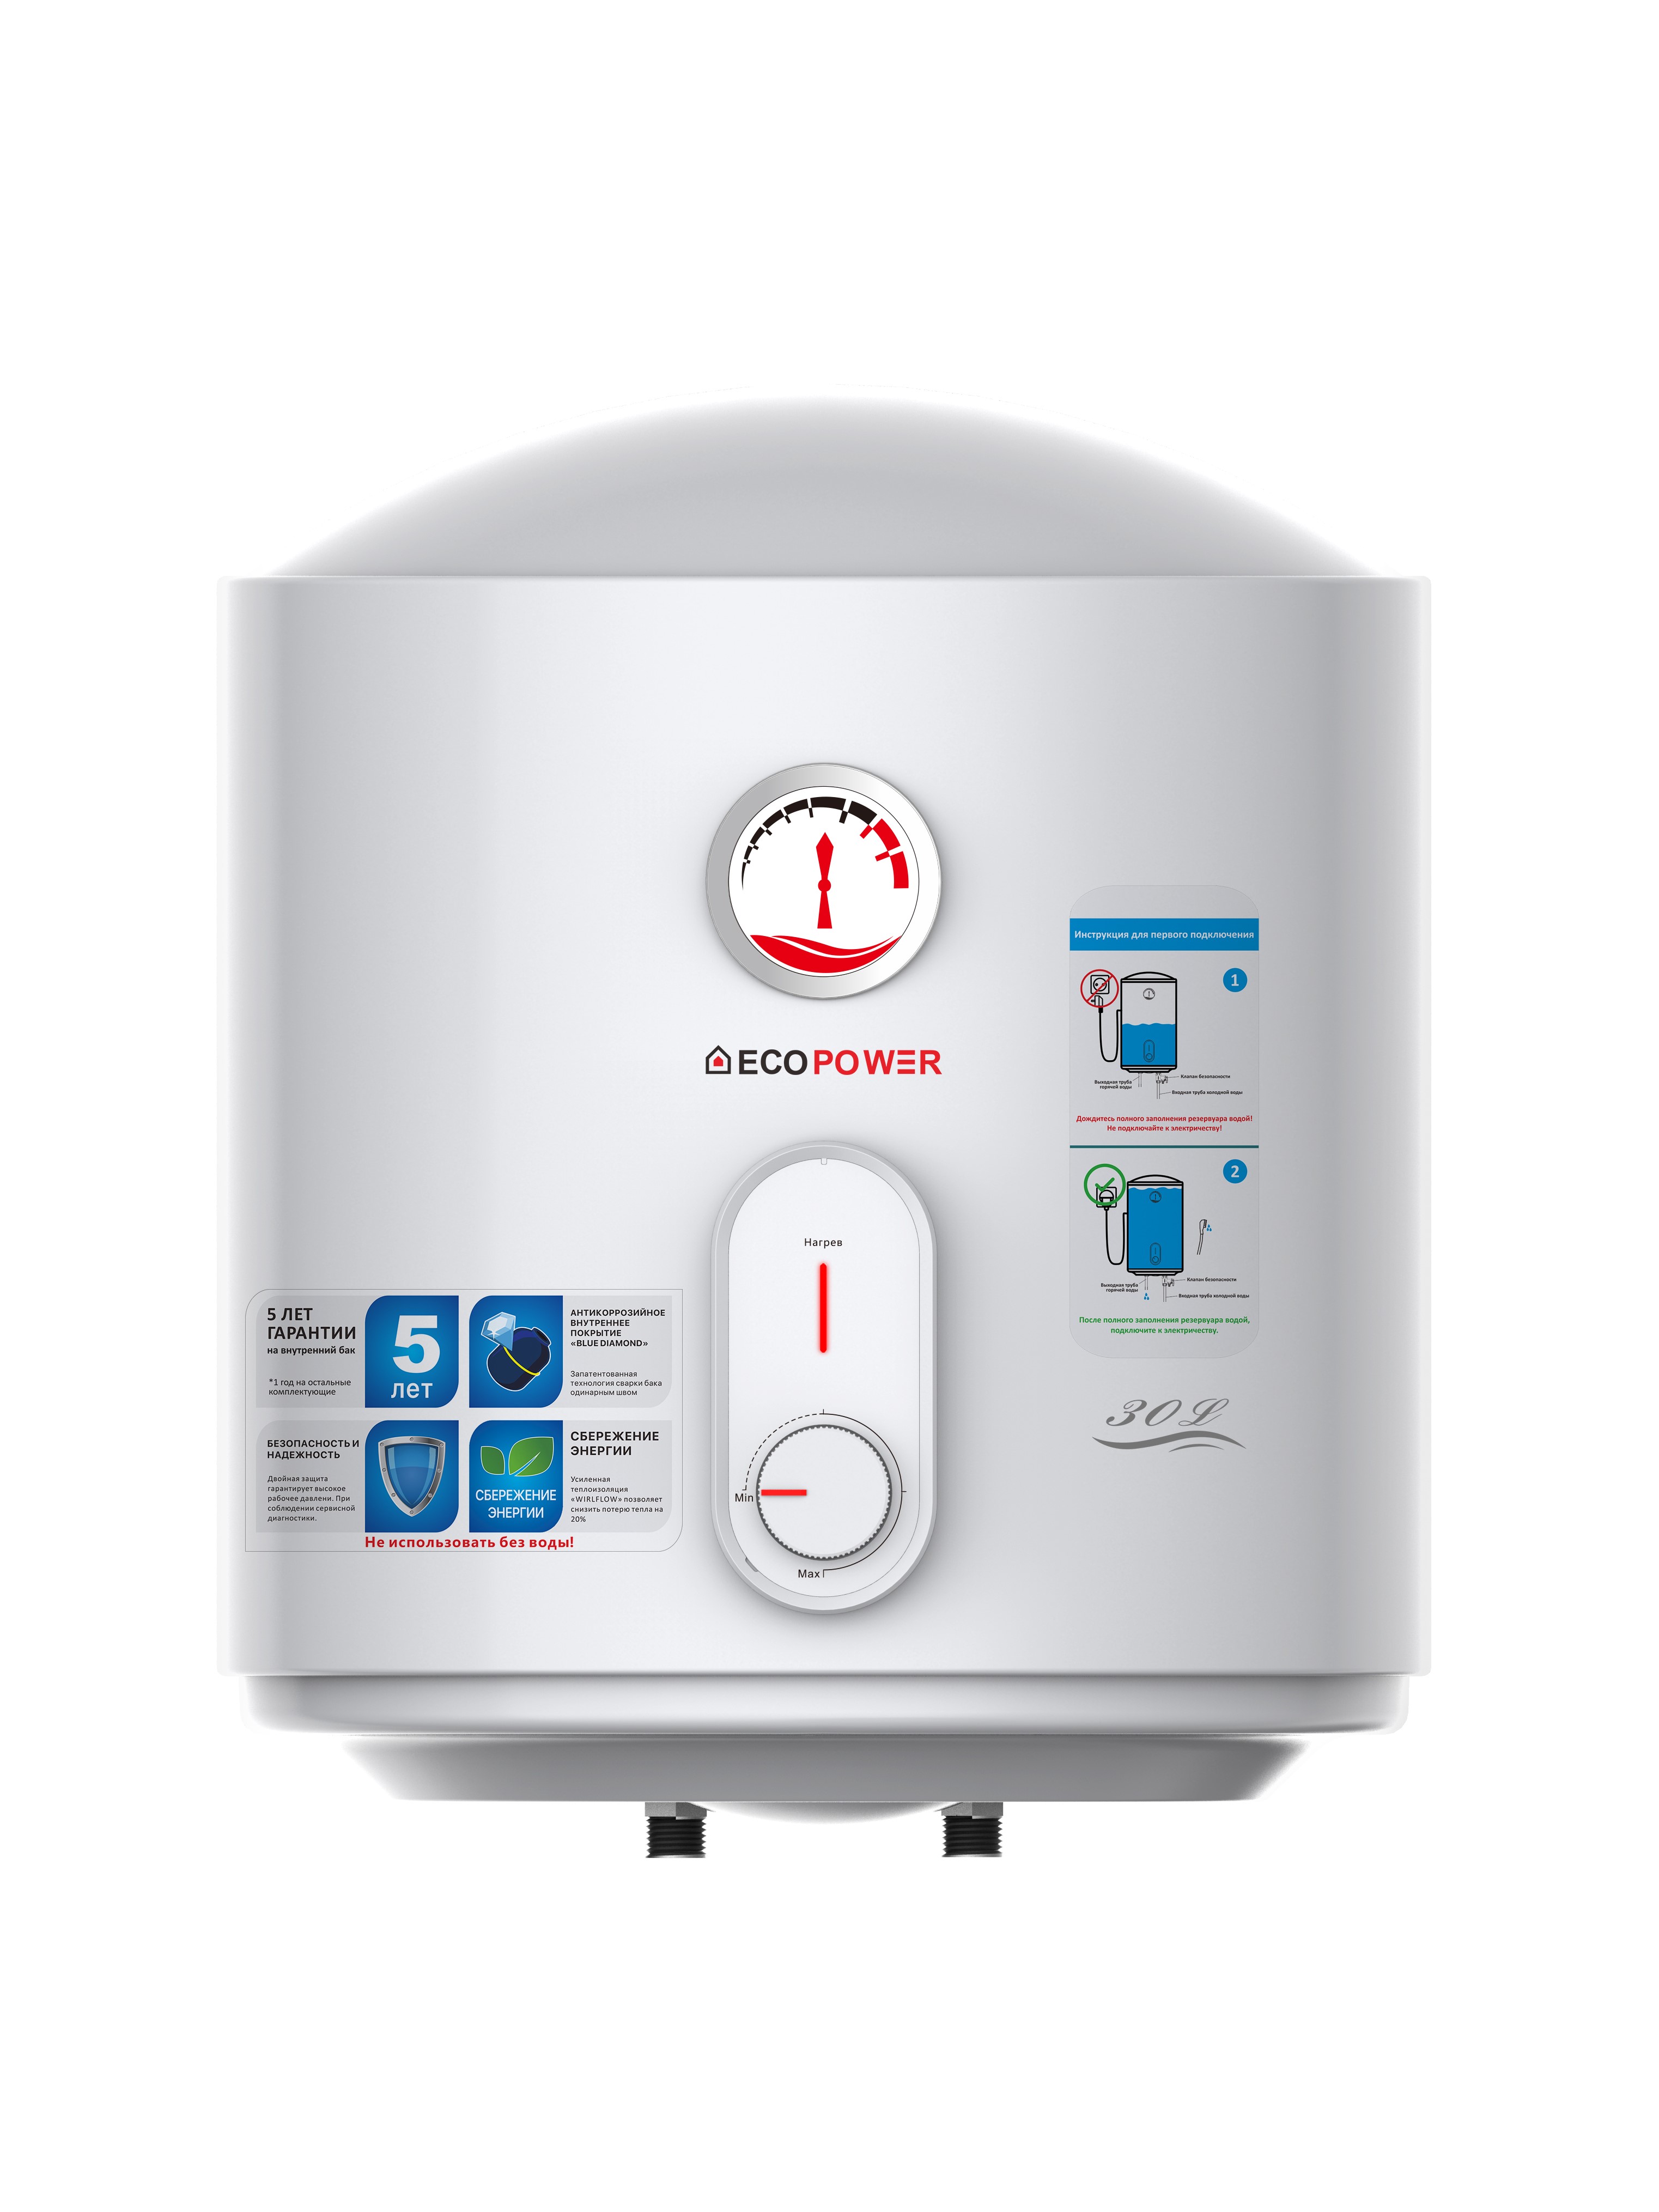 ECOPOWER
Инструкция для первого подключения
1
Выходная труба
горячей воды
Клапан безопасности
Входная труба холодной воды
Дождитесь полного заполнения резервуара водой!
Не подключайте к электричеству!
2
Выходная труба
горячей воды
Клапан безопасности
Входная труба холодной воды
После полного заполнения резервуара водой,
подключите к электричеству.
30L
Нагрев
Min
Max
5 ЛЕТ
ГАРАНТИИ
на внутренний бак
*1 год на остальные
комплектующие
5
лет
АНТИКОРРОЗИЙНОЕ
ВНУТРЕННЕЕ
ПОКРЫТИЕ
«BLUE DIAMOND»
Запатентованная
технология сварки бака
одинарным швом
БЕЗОПАСНОСТЬ И
НАДЕЖНОСТЬ
Двойная защита
гарантирует высокое
рабочее давлени. При
соблюдении сервисной
диагностики.
СБЕРЕЖЕНИЕ
ЭНЕРГИИ
СБЕРЕЖЕНИЕ
ЭНЕРГИИ
Усиленная
теплоизоляция
«WIRLFLOW» позволяет
снизить потерю тепла на
20%
Не использовать без воды!